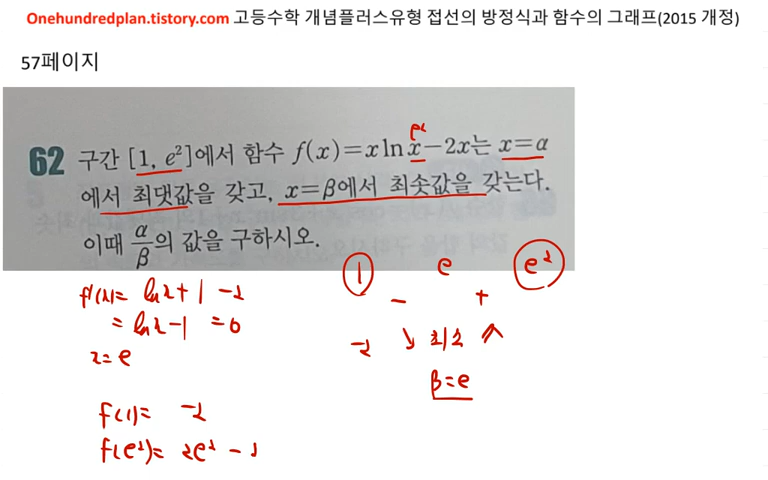 Onehundredplan.tistory.com 고등수학 개념플러스유형 접선의 방정식과 함수의 그래프(2015 개정)
57페이지
62 구간 [1, e²]에서 함수 f(x)=x ln x−2x는 x=α
에서 최댓값을 갖고, x=β에서 최솟값을 갖는다.
이때 α/β의 값을 구하시오.
e²
f'(x)= ln x+1 −2
= ln x−1 =0
x=e
1 e e²
− +
−2 ↘ 최소 ↗
β=e
f(1)= −2
f(e²)= 2e² − 2